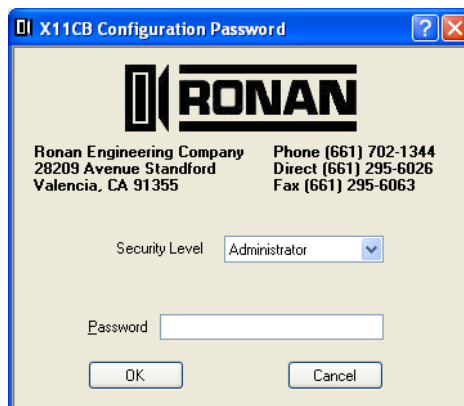 X11CB Configuration Password
RONAN
Ronan Engineering Company
28209 Avenue Standford
Valencia, CA 91355
Phone (661) 702-1344
Direct (661) 295-6026
Fax (661) 295-6063
Security Level Administrator
Password
OK Cancel